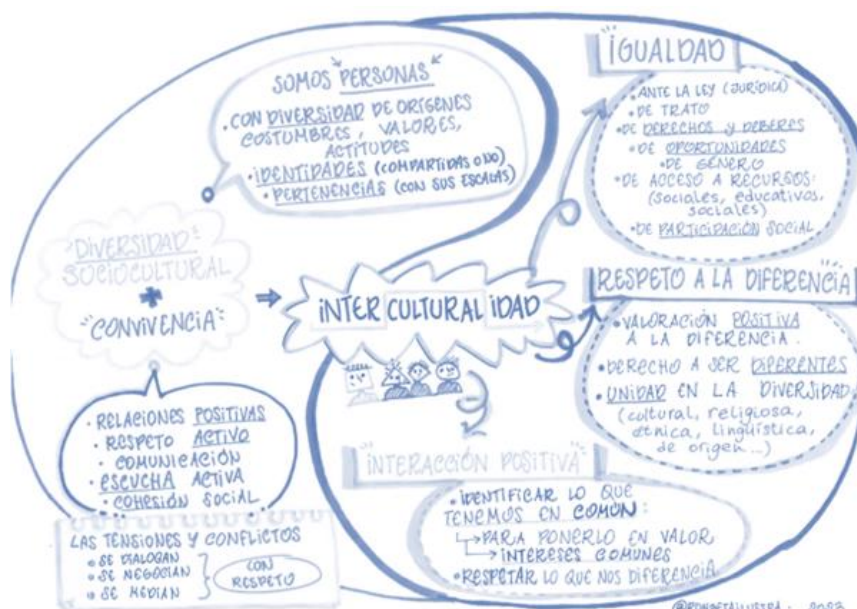 SOMOS PERSONAS
• CON DIVERSIDAD DE ORÍGENES
COSTUMBRES, VALORES,
ACTITUDES
• IDENTIDADES (COMPARTIDAS O NO)
• PERTENENCIAS (CON SUS ESCALAS)
DIVERSIDAD
SOCIOCULTURAL
+
"CONVIVENCIA"
• RELACIONES POSITIVAS
• RESPETO ACTIVO
• COMUNICACIÓN
• ESCUCHA ACTIVA
• COHESIÓN SOCIAL
LAS TENSIONES Y CONFLICTOS
• SE DIALOGAN
• SE NEGOCIAN
• SE MEDIAN
CON
RESPETO
INTERCULTURALIDAD
IGUALDAD
• ANTE LA LEY (JURÍDICA)
• DE TRATO
• DE DERECHOS Y DEBERES
• DE OPORTUNIDADES
• DE GÉNERO
• DE ACCESO A RECURSOS:
(sociales, educativos,
sociales)
• DE PARTICIPACIÓN SOCIAL
RESPETO A LA DIFERENCIA
• VALORACIÓN POSITIVA
A LA DIFERENCIA.
• DERECHO A SER DIFERENTES
• UNIDAD EN LA DIVERSIDAD
(cultural, religiosa,
étnica, lingüística,
de origen...)
INTERACCIÓN POSITIVA
• IDENTIFICAR LO QUE
TENEMOS EN COMÚN:
PARA PONERLO EN VALOR
INTERESES COMUNES
• RESPETAR LO QUE NOS DIFERENCIA
2023